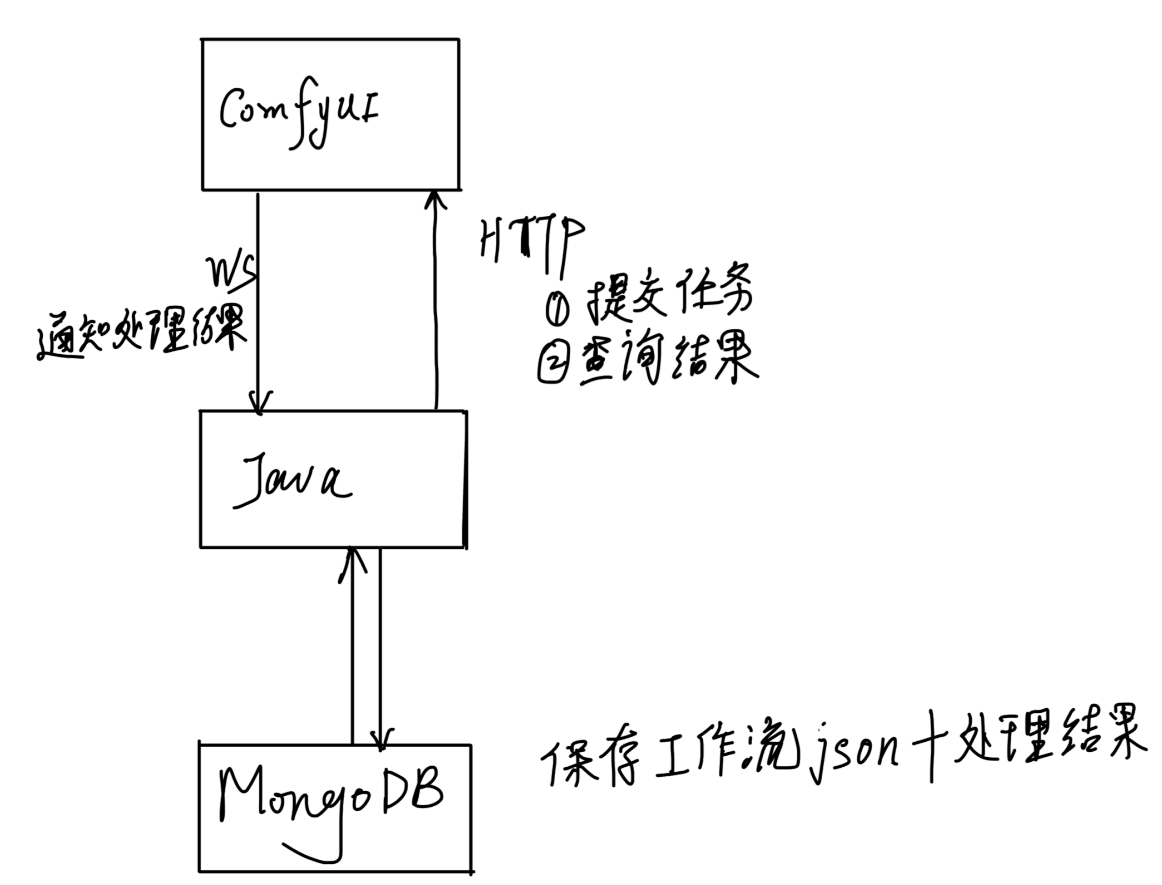 ComfyUI
HTTP
WS
① 提交任务
通知处理结果
② 查询结果
Java
保存工作流json+处理结果
MongoDB